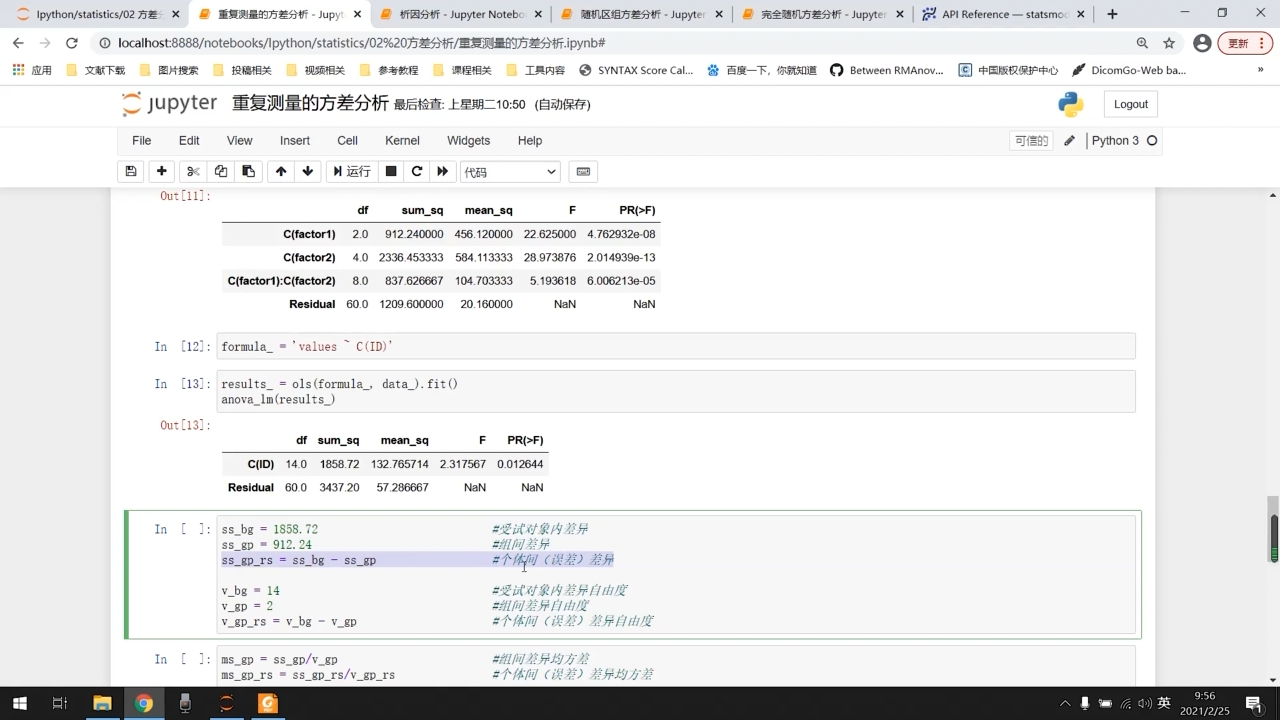 lpython/statistics/02 方差分
重复测量的方差分析 - Jupyter
析因分析 - Jupyter Notebo
随机区组方差分析 - Jupyter
完全随机方差分析 - Jupyter
API Reference — statsmod
localhost:8888/notebooks/lpython/statistics/02%20方差分析/重复测量的方差分析.ipynb#
更新
应用 文献下载 图片搜索 投稿相关 视频相关 参考教程 课程相关 工具内容 SYNTAX Score Cal... 百度一下，你就知道 Between RMAnov... 中国版权保护中心 DicomGo-Web ba... »
jupyter 重复测量的方差分析 最后检查: 上星期二10:50 (自动保存)
Logout
File Edit View Insert Cell Kernel Widgets Help 可信的 Python 3
运行 代码
Out[11]:
df sum_sq mean_sq F PR(>F)
C(factor1) 2.0 912.240000 456.120000 22.625000 4.762932e-08
C(factor2) 4.0 2336.453333 584.113333 28.973876 2.014939e-13
C(factor1):C(factor2) 8.0 837.626667 104.703333 5.193618 6.006213e-05
Residual 60.0 1209.600000 20.160000 NaN NaN
In [12]: formula_ = 'values ~ C(ID)'
In [13]: results_ = ols(formula_, data_).fit()
anova_lm(results_)
Out[13]:
df sum_sq mean_sq F PR(>F)
C(ID) 14.0 1858.72 132.765714 2.317567 0.012644
Residual 60.0 3437.20 57.286667 NaN NaN
In [ ]: ss_bg = 1858.72 #受试对象内差异
ss_gp = 912.24 #组间差异
ss_gp_rs = ss_bg - ss_gp #个体间（误差）差异
v_bg = 14 #受试对象内差异自由度
v_gp = 2 #组间差异自由度
v_gp_rs = v_bg - v_gp #个体间（误差）差异自由度
In [ ]: ms_gp = ss_gp/v_gp #组间差异均方差
ms_gp_rs = ss_gp_rs/v_gp_rs #个体间（误差）差异均方差
英
9:56
2021/2/25